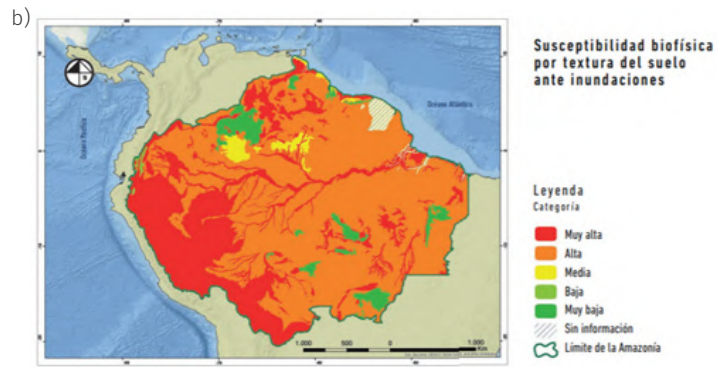 b)
Susceptibilidad biofísica
por textura del suelo
ante inundaciones
Océano Atlántico
Océano Pacífico
Leyenda
Categoría
Muy alta
Alta
Media
Baja
Muy baja
Sin información
Límite de la Amazonía
1.000 500 0 1.000
Km